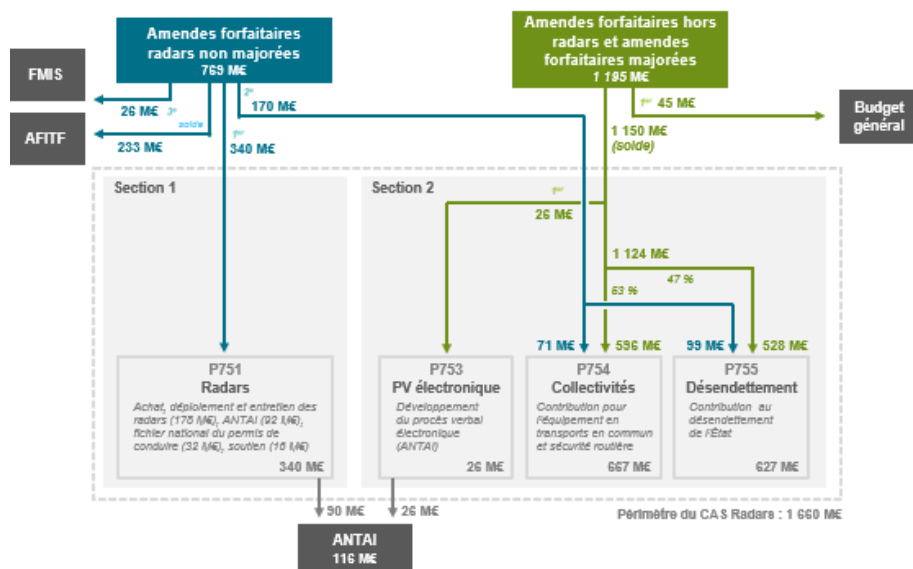 Amendes forfaitaires
radars non majorées
769 M€
Amendes forfaitaires hors
radars et amendes
forfaitaires majorées
1 195 M€
FMIS
AFITF
Budget
général
26 M€
3e
solde
233 M€
1er
340 M€
2e
170 M€
1er 45 M€
1 150 M€
(solde)
Section 1
Section 2
1er
26 M€
1 124 M€
47 %
53 %
71 M€
596 M€
99 M€
528 M€
P751
Radars
Achat, déploiement et entretien des
radars (176 M€), ANTAI (92 M€),
fichier national du permis de
conduire (32 M€), soutien (16 M€)
340 M€
P753
PV électronique
Développement
du procès verbal
électronique
(ANTAI)
26 M€
P754
Collectivités
Contribution pour
l'équipement en
transports en commun
et sécurité routière
667 M€
P755
Désendettement
Contribution au
désendettement
de l'État
627 M€
90 M€
26 M€
Périmètre du CAS Radars : 1 660 M€
ANTAI
116 M€